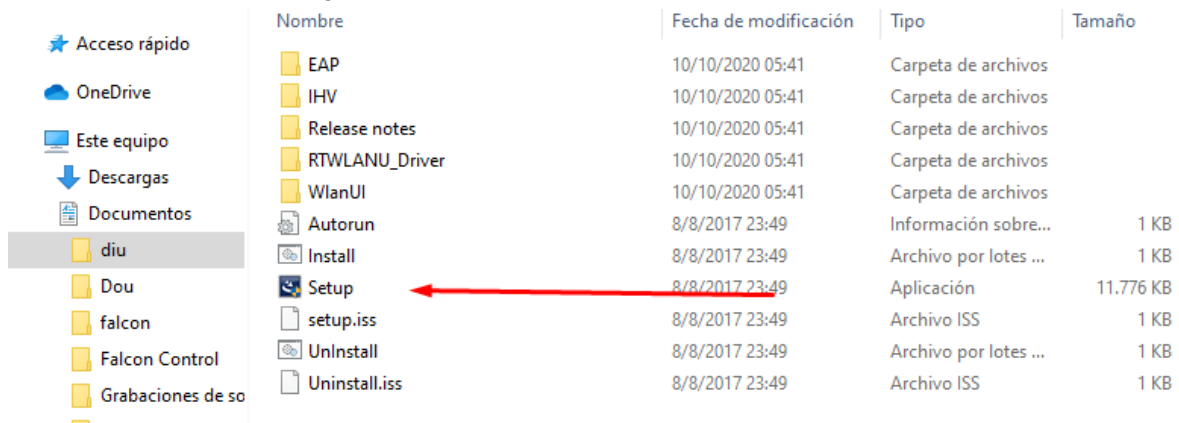 Nombre Fecha de modificación Tipo Tamaño
Acceso rápido
OneDrive
Este equipo
Descargas
Documentos
diu
Dou
falcon
Falcon Control
Grabaciones de so
EAP 10/10/2020 05:41 Carpeta de archivos
IHV 10/10/2020 05:41 Carpeta de archivos
Release notes 10/10/2020 05:41 Carpeta de archivos
RTWLANU_Driver 10/10/2020 05:41 Carpeta de archivos
WlanUI 10/10/2020 05:41 Carpeta de archivos
Autorun 8/8/2017 23:49 Información sobre... 1 KB
Install 8/8/2017 23:49 Archivo por lotes ... 1 KB
Setup 8/8/2017 23:49 Aplicación 11.776 KB
setup.iss 8/8/2017 23:49 Archivo ISS 1 KB
UnInstall 8/8/2017 23:49 Archivo por lotes ... 1 KB
Uninstall.iss 8/8/2017 23:49 Archivo ISS 1 KB